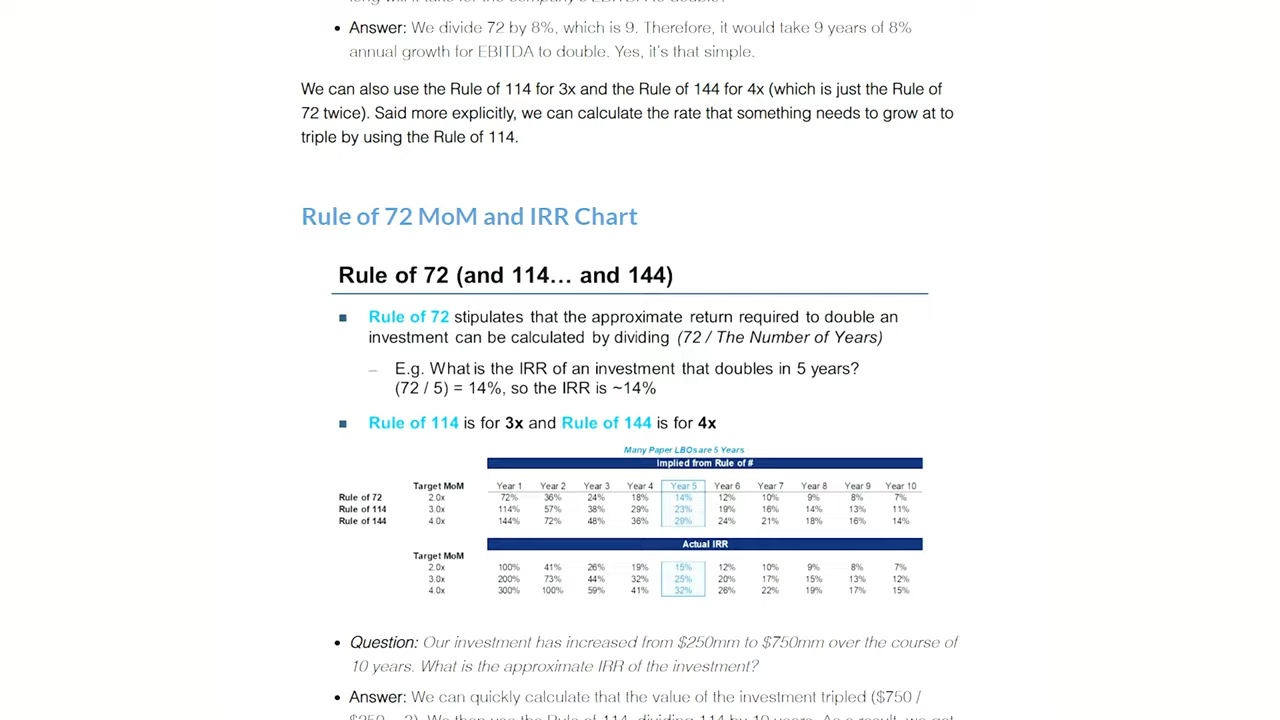 • Answer: We divide 72 by 8%, which is 9. Therefore, it would take 9 years of 8%
annual growth for EBITDA to double. Yes, it's that simple.
We can also use the Rule of 114 for 3x and the Rule of 144 for 4x (which is just the Rule of
72 twice). Said more explicitly, we can calculate the rate that something needs to grow at to
triple by using the Rule of 114.
Rule of 72 MoM and IRR Chart
Rule of 72 (and 114… and 144)
■ Rule of 72 stipulates that the approximate return required to double an
investment can be calculated by dividing (72 / The Number of Years)
– E.g. What is the IRR of an investment that doubles in 5 years?
(72 / 5) = 14%, so the IRR is ~14%
■ Rule of 114 is for 3x and Rule of 144 is for 4x
Many Paper LBOs are 5 Years
Implied from Rule of #
Target MoM Year 1 Year 2 Year 3 Year 4 Year 5 Year 6 Year 7 Year 8 Year 9 Year 10
Rule of 72 2.0x 72% 36% 24% 18% 14% 12% 10% 9% 8% 7%
Rule of 114 3.0x 114% 57% 38% 29% 23% 19% 16% 14% 13% 11%
Rule of 144 4.0x 144% 72% 48% 36% 29% 24% 21% 18% 16% 14%
Actual IRR
Target MoM
2.0x 100% 41% 26% 19% 15% 12% 10% 9% 8% 7%
3.0x 200% 73% 44% 32% 25% 20% 17% 15% 13% 12%
4.0x 300% 100% 59% 41% 32% 26% 22% 19% 17% 15%
• Question: Our investment has increased from $250mm to $750mm over the course of
10 years. What is the approximate IRR of the investment?
• Answer: We can quickly calculate that the value of the investment tripled ($750 /